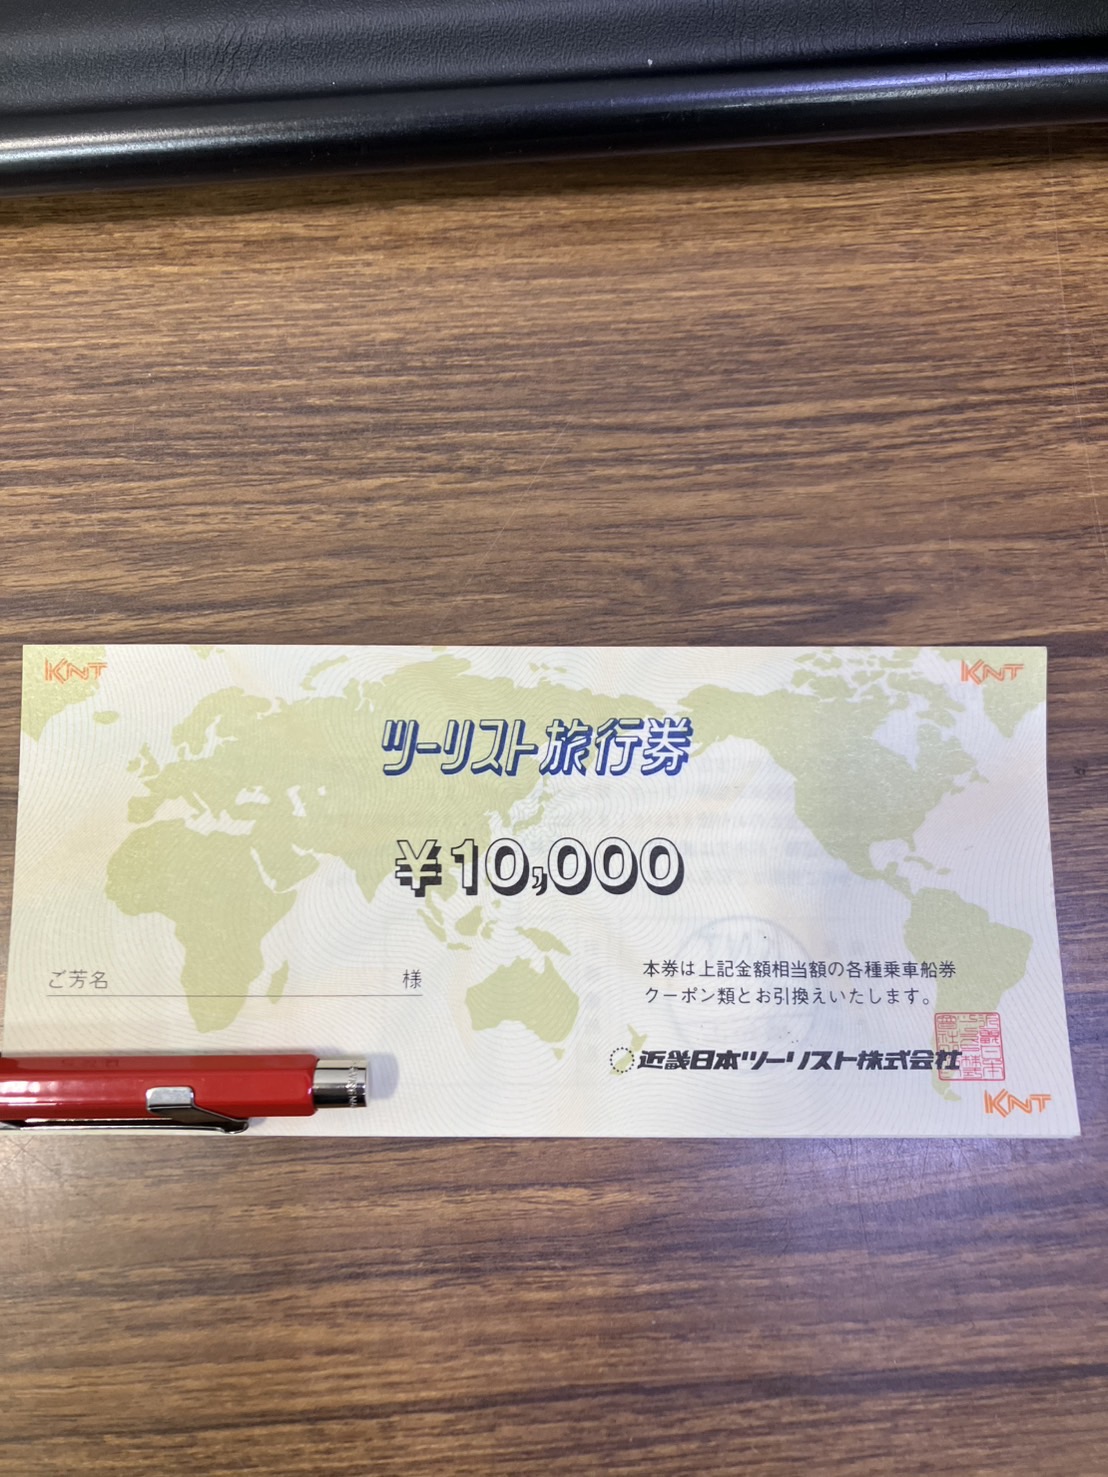 KNT
KNT
ツーリスト旅行券
¥10,000
ご芳名 様
本券は上記金額相当額の各種乗車船券
クーポン類とお引換えいたします。
近畿日本ツーリスト株式会社
KNT